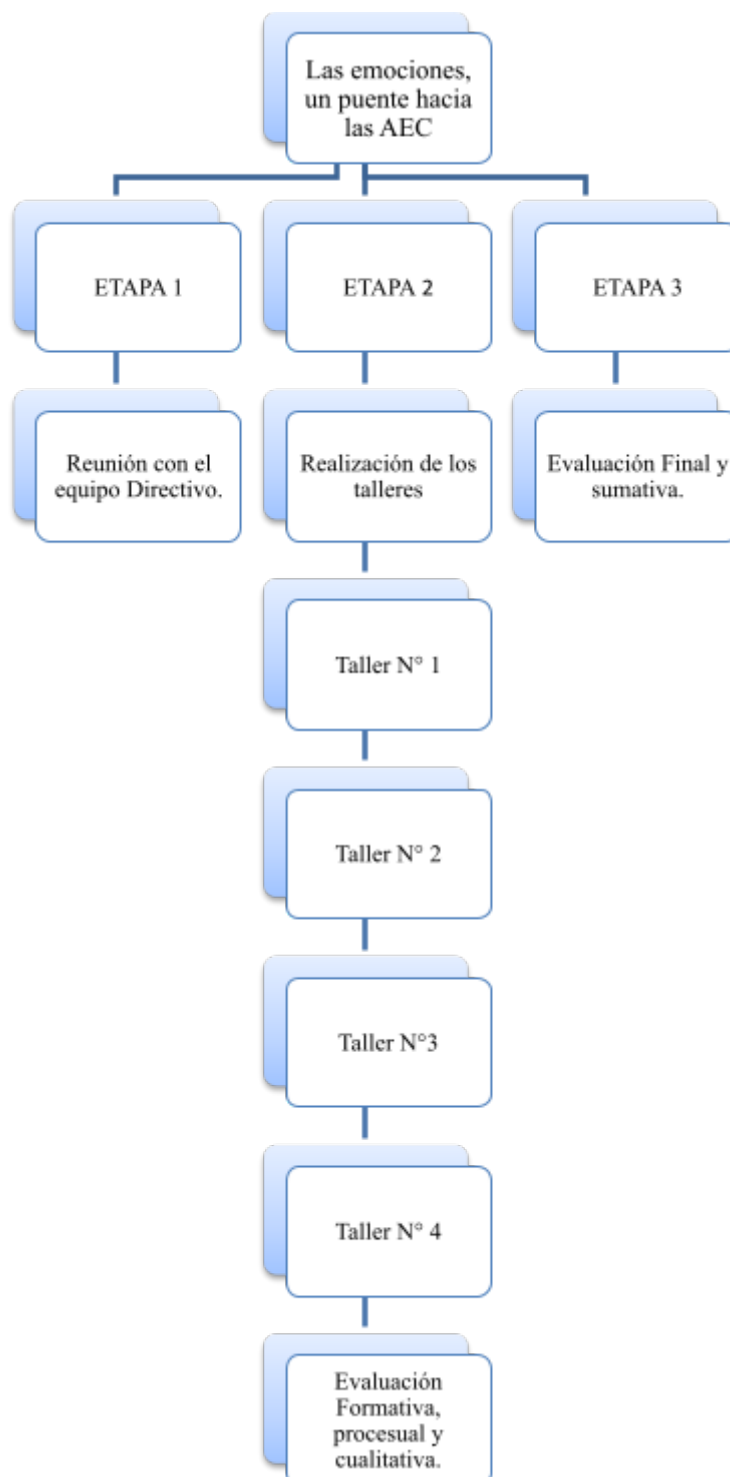 Las emociones,
un puente hacia
las AEC
ETAPA 1
ETAPA 2
ETAPA 3
Reunión con el
equipo Directivo.
Realización de los
talleres
Evaluación Final y
sumativa.
Taller N° 1
Taller N° 2
Taller N°3
Taller N° 4
Evaluación
Formativa,
procesual y
cualitativa.